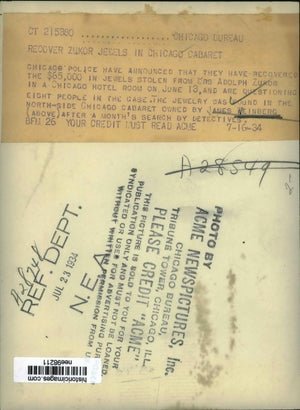 CT 215380 ................... CHICAGO BUREAU
RECOVER ZUKOR JEWELS IN CHICAGO CABARET
CHICAGO POLICE HAVE ANNOUNCED THAT THEY HAVE RECOVERED
THE $65,000 IN JEWELS STOLEN FROM MRS ADOLPH ZUKOR
IN A CHICAGO HOTEL ROOM ON JUNE 13, AND ARE QUESTIONING
EIGHT PEOPLE IN THE CASE. THE JEWELRY WAS FOUND IN THE
NORTH-SIDE CHICAGO CABARET OWNED BY JAMES WEINBERG,
(ABOVE) AFTER A MONTH'S SEARCH BY DETECTIVES.
26 YOUR CREDIT MUST READ ACME 7-16-34
A28549
PHOTO BY
ACME NEWSPICTURES, Inc.
CHICAGO BUREAU,
TRIBUNE TOWER, CHICAGO, ILL.
PLEASE CREDIT "ACME"
THIS PICTURE IS SOLD TO YOU FOR YOUR
PUBLICATION ONLY AND MUST NOT BE LOANED,
SYNDICATED OR USED FOR ADVERTISING
WITHOUT WRITTEN PERMISSION FROM
N.E.A.
REF. DEPT.
JUL 23 1934
historicimages.com
nee98211